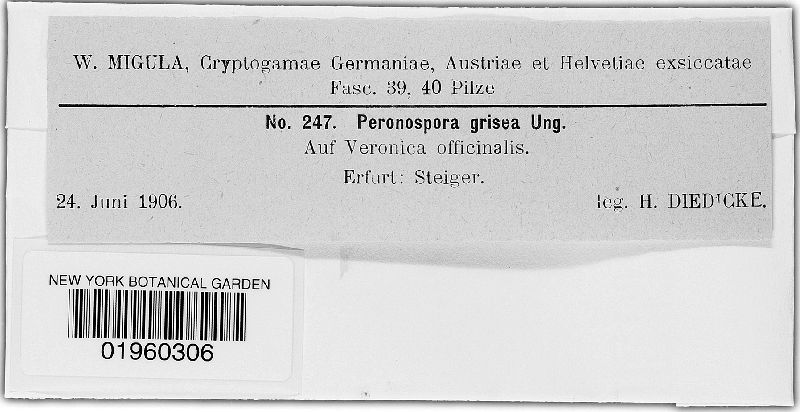 W. MIGULA, Cryptogamae Germaniae, Austriae et Helvetiae exsiccatae
Fasc. 39, 40 Pilze
No. 247. Peronospora grisea Ung.
Auf Veronica officinalis.
Erfurt: Steiger.
24. Juni 1906. leg. H. DIEDICKE.
NEW YORK BOTANICAL GARDEN
01960306